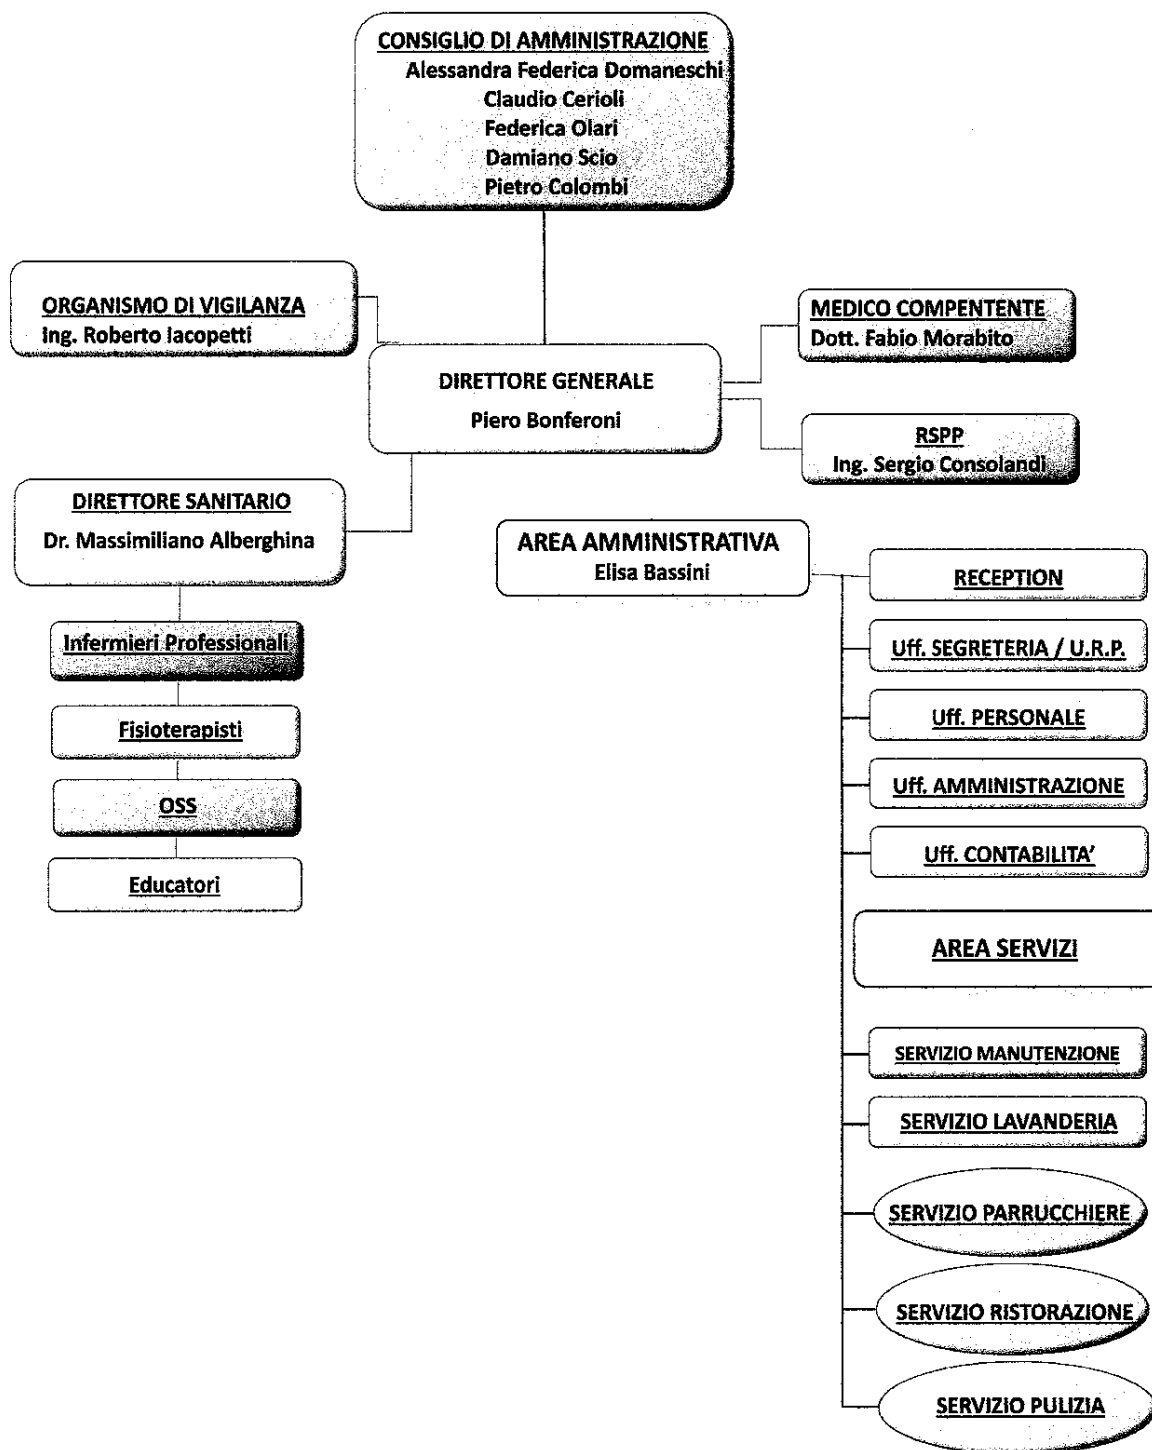 CONSIGLIO DI AMMINISTRAZIONE
Alessandra Federica Domaneschi
Claudio Cerioli
Federica Olari
Damiano Scio
Pietro Colombi
ORGANISMO DI VIGILANZA
Ing. Roberto Iacopetti
MEDICO COMPENTENTE
Dott. Fabio Morabito
DIRETTORE GENERALE
Piero Bonferoni
RSPP
Ing. Sergio Consolandi
DIRETTORE SANITARIO
Dr. Massimiliano Alberghina
AREA AMMINISTRATIVA
Elisa Bassini
Infermieri Professionali
Fisioterapisti
OSS
Educatori
RECEPTION
Uff. SEGRETERIA / U.R.P.
Uff. PERSONALE
Uff. AMMINISTRAZIONE
Uff. CONTABILITA'
AREA SERVIZI
SERVIZIO MANUTENZIONE
SERVIZIO LAVANDERIA
SERVIZIO PARRUCCHIERE
SERVIZIO RISTORAZIONE
SERVIZIO PULIZIA